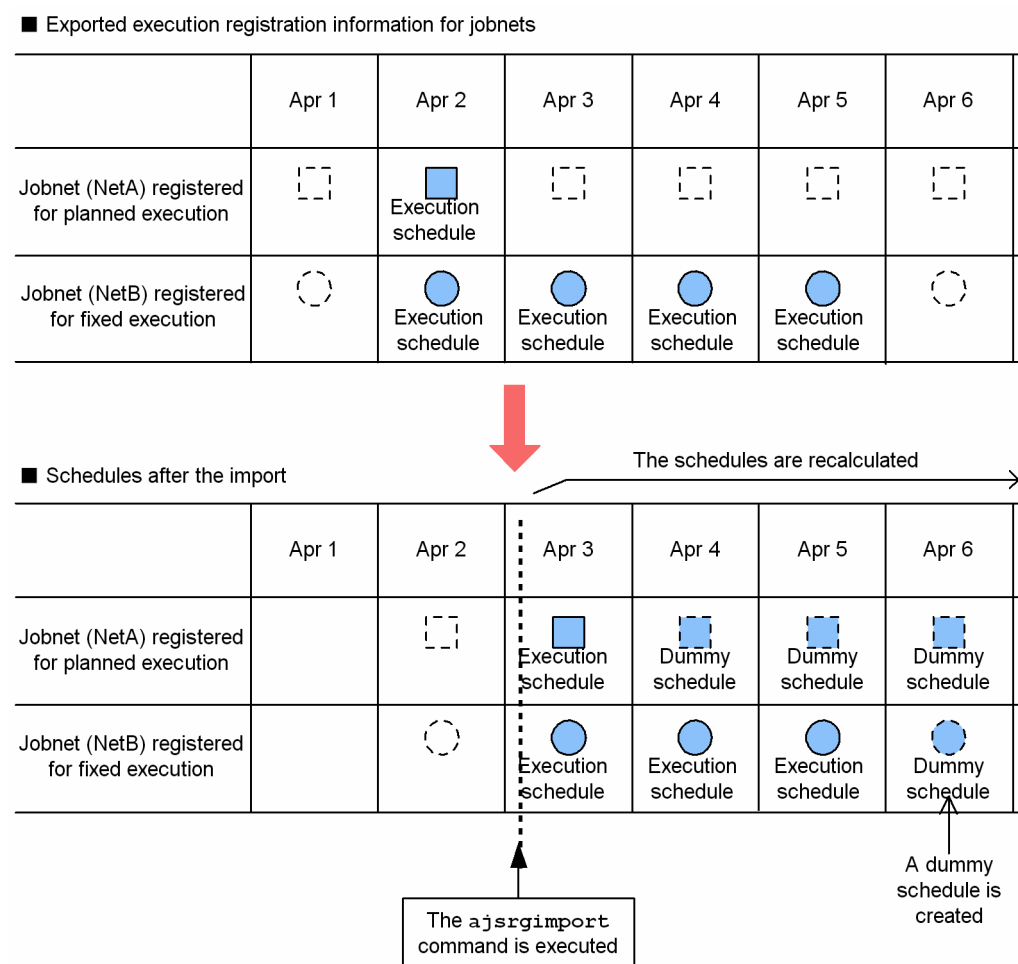 ■ Exported execution registration information for jobnets
Apr 1
Apr 2
Apr 3
Apr 4
Apr 5
Apr 6
Jobnet (NetA) registered
for planned execution
Execution
schedule
Jobnet (NetB) registered
for fixed execution
Execution
schedule
Execution
schedule
Execution
schedule
Execution
schedule
■ Schedules after the import
The schedules are recalculated
Apr 1
Apr 2
Apr 3
Apr 4
Apr 5
Apr 6
Jobnet (NetA) registered
for planned execution
Execution
schedule
Dummy
schedule
Dummy
schedule
Dummy
schedule
Jobnet (NetB) registered
for fixed execution
Execution
schedule
Execution
schedule
Execution
schedule
Dummy
schedule
The ajsrgimport
command is executed
A dummy
schedule is
created